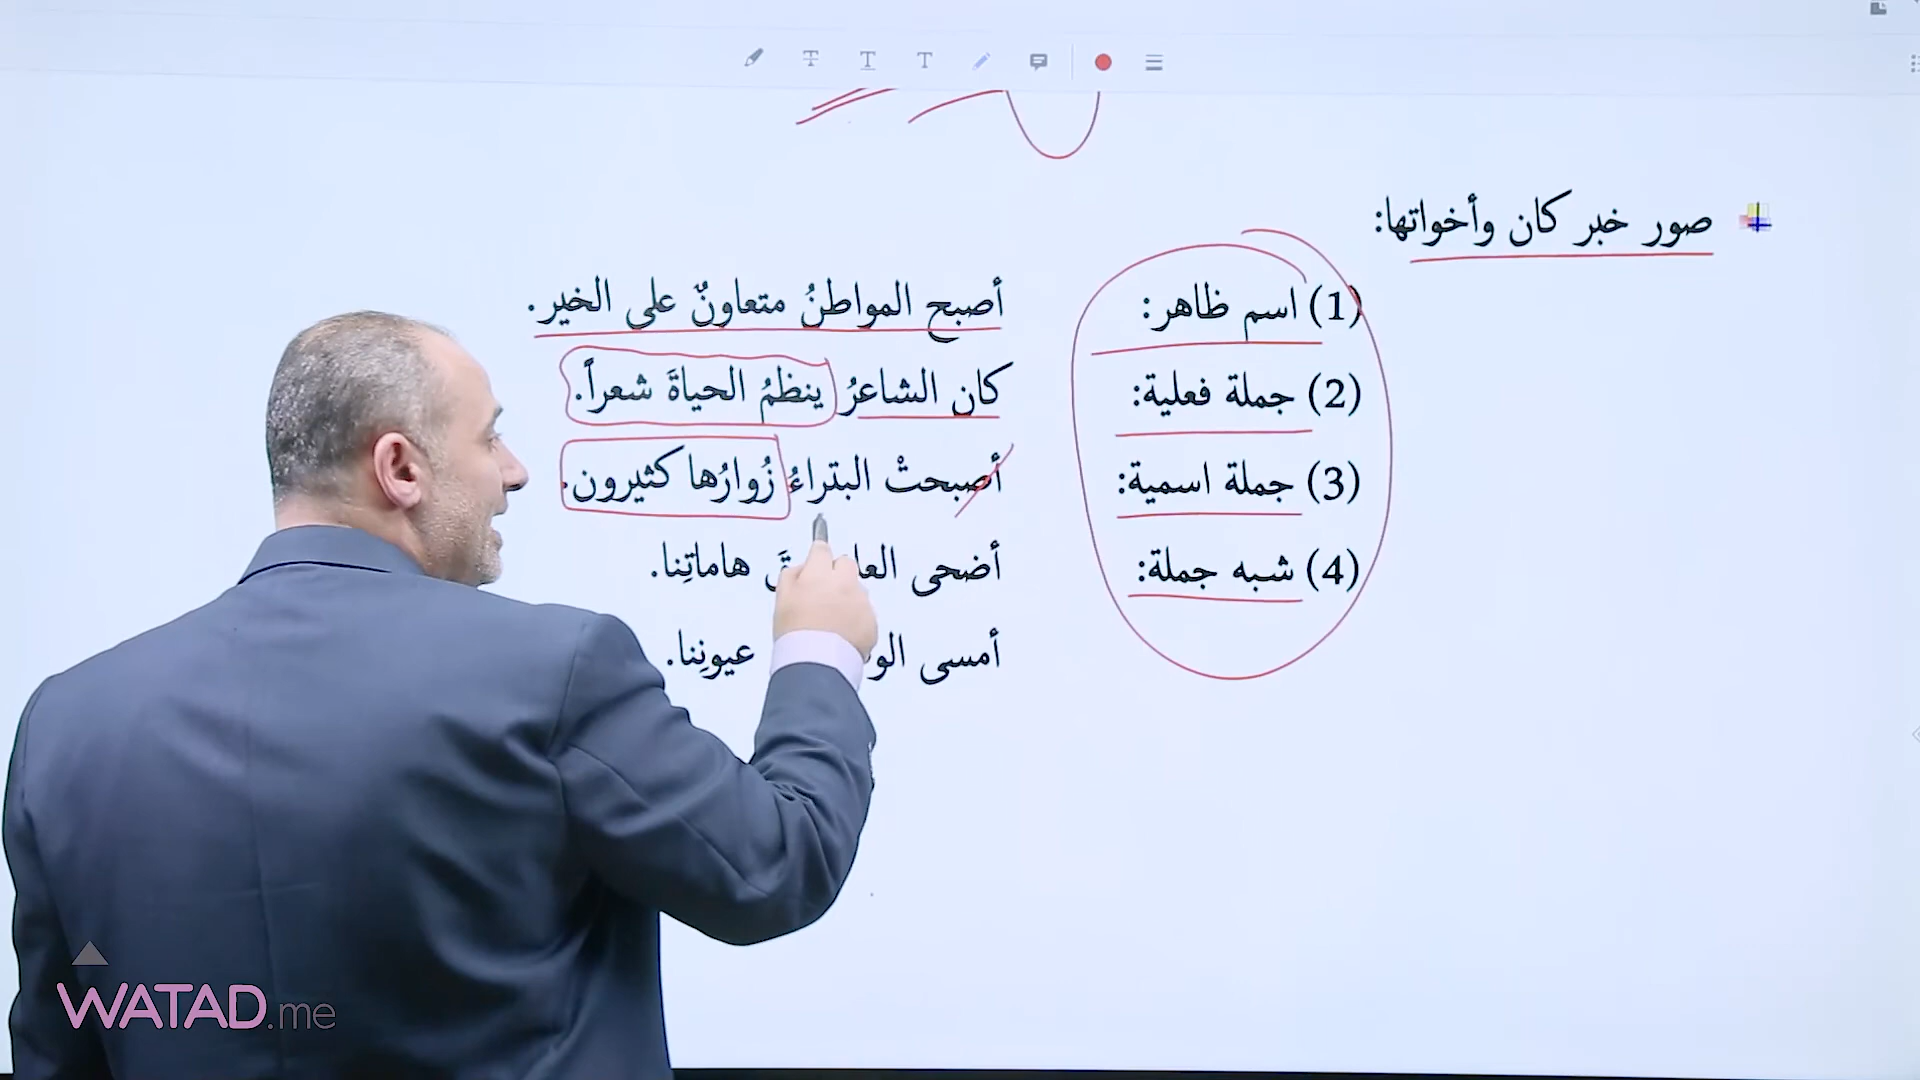 صور خبر كان وأخواتها:
(1) اسم ظاهر: أصبح المواطنُ متعاونٌ على الخير.
(2) جملة فعلية: كان الشاعرُ ينظمُ الحياةَ شعراً.
(3) جملة اسمية: أصبحتْ البتراءُ زُوارُها كثيرون.
(4) شبه جملة: أضحى هاماتِنا.
أمسى عيونِنا.
WATAD.me